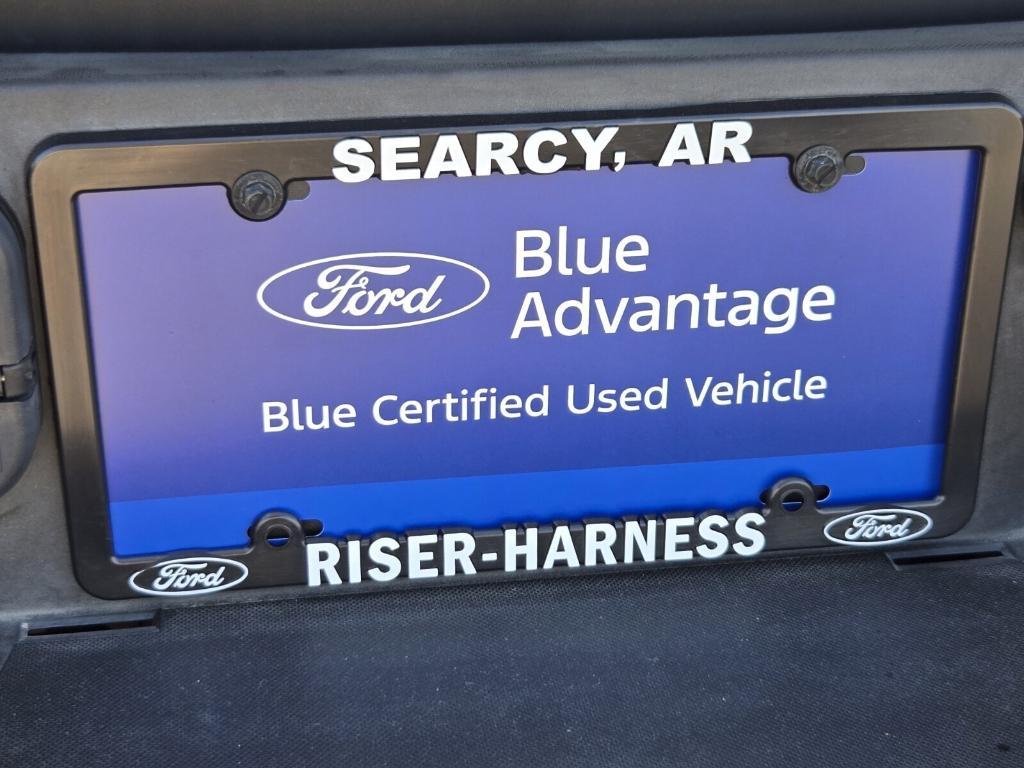 SEARCY, AR
Ford
Blue
Advantage
Blue Certified Used Vehicle
Ford
RISER-HARNESS
Ford